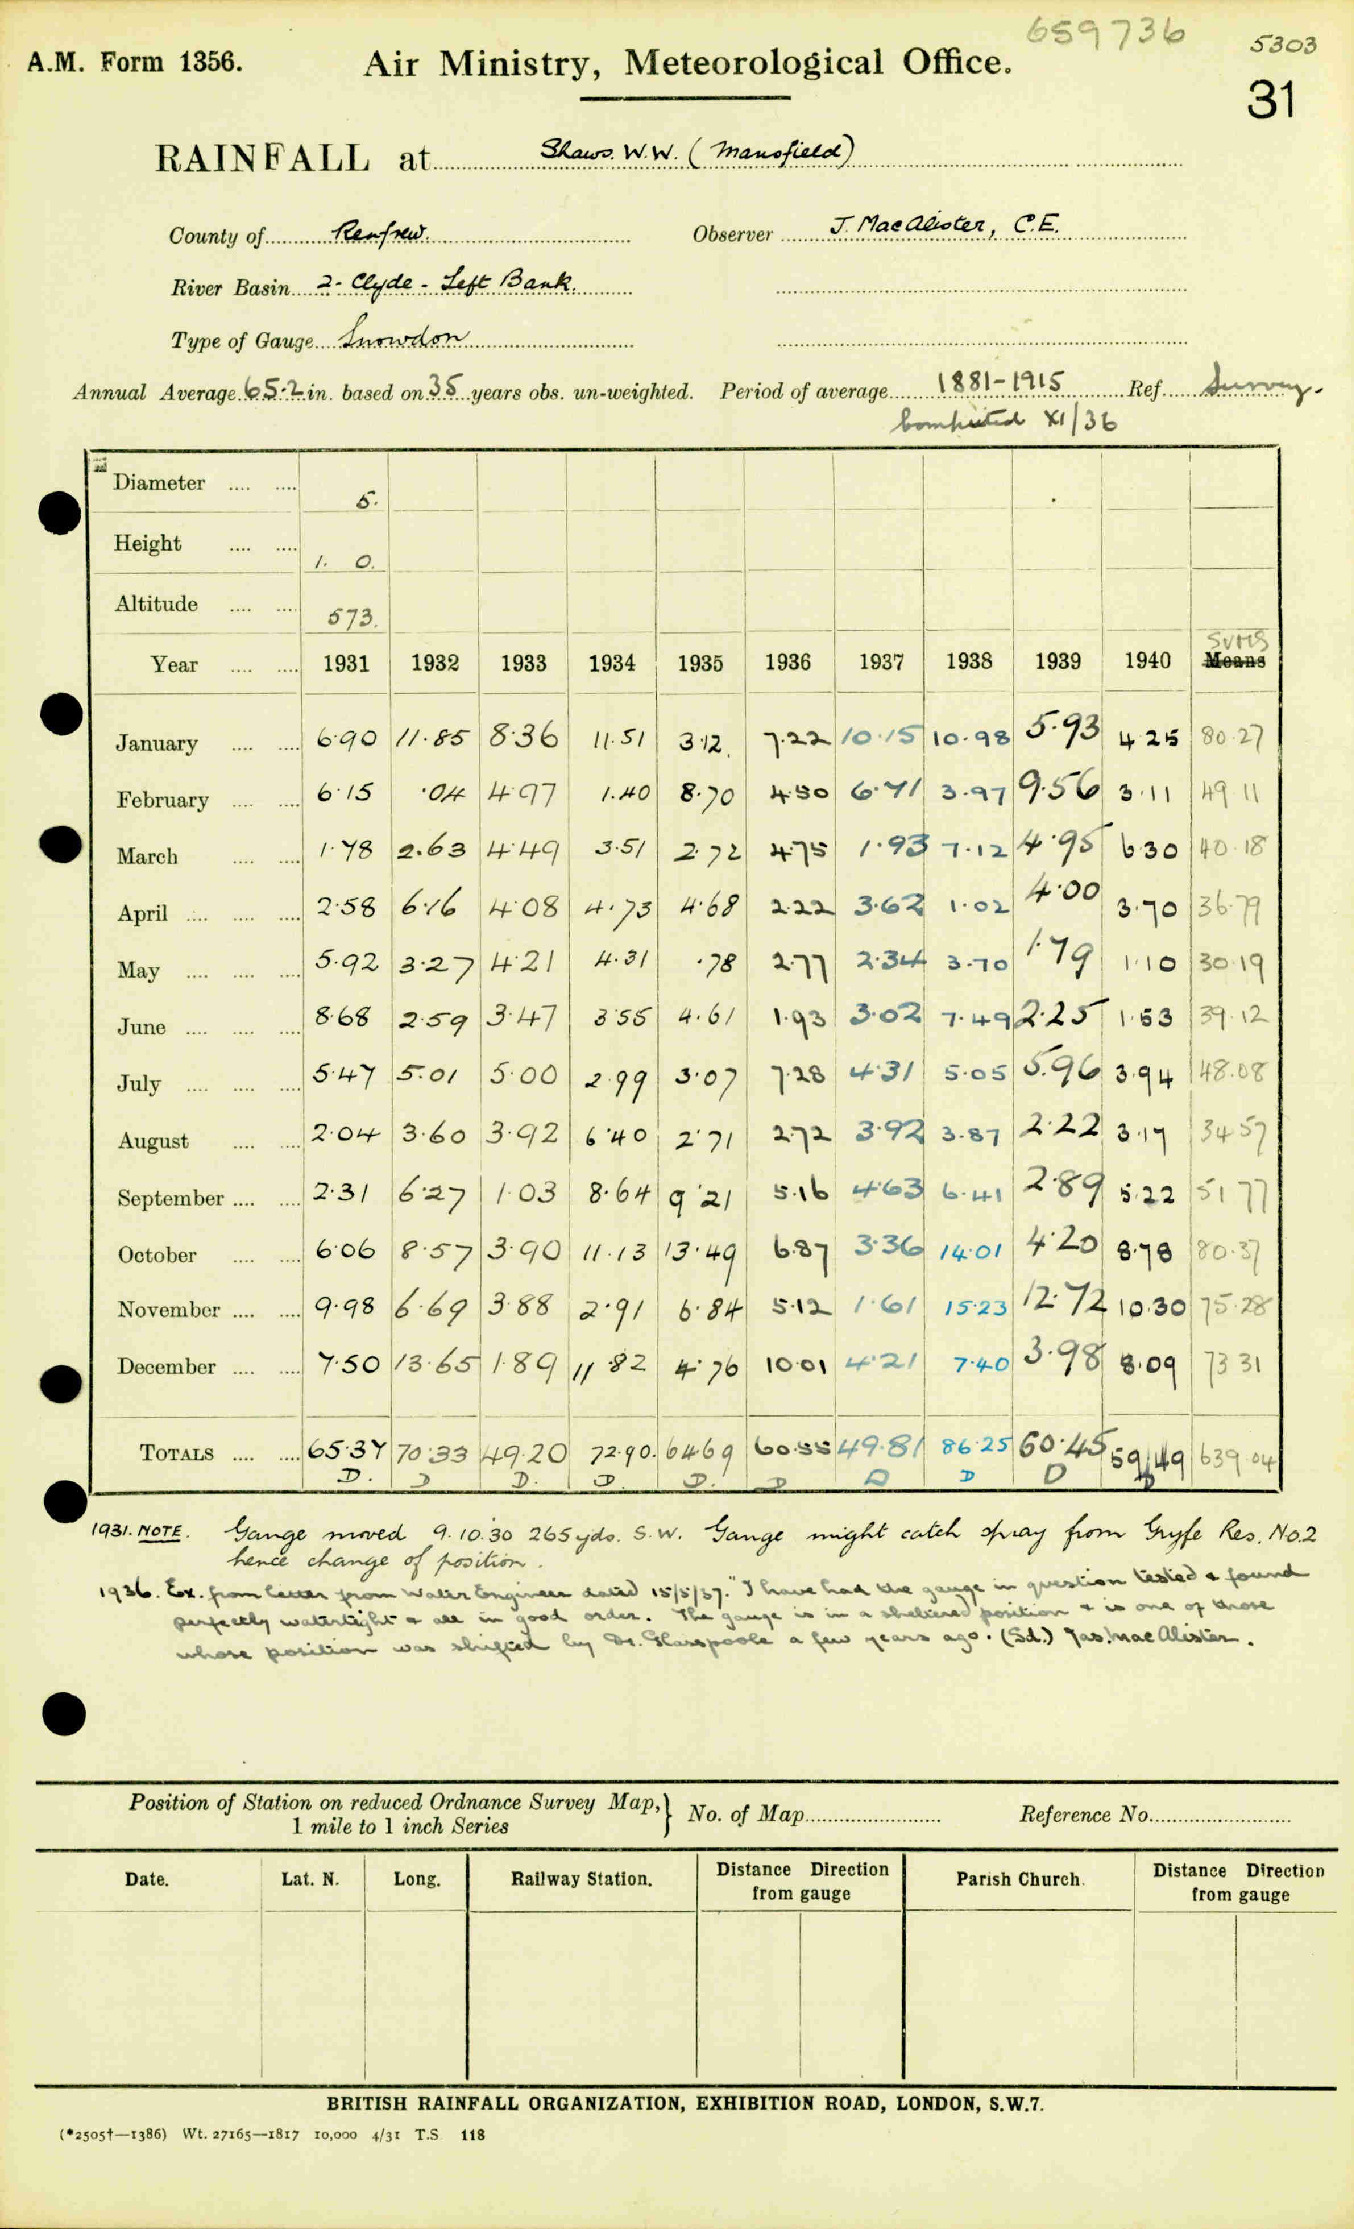 659736
5303
A.M. Form 1356. Air Ministry, Meteorological Office.
31
RAINFALL at Shaws. W.W. (Mansfield)
County of Renfrew. Observer J. MacAlister, C.E.
River Basin 2- Clyde - Left Bank.
Type of Gauge Snowdon
Annual Average 65.2 in. based on 35 years obs. un-weighted. Period of average 1881-1915 Ref. Survey.
Computed XI/36
Diameter 5.
Height 1. 0.
Altitude 573.
SUMS
Year 1931 1932 1933 1934 1935 1936 1937 1938 1939 1940 Means
January 6.90 11.85 8.36 11.51 3.12 7.22 10.15 10.98 5.93 4.25 80.27
February 6.15 .04 4.97 1.40 8.70 4.50 6.71 3.97 9.56 3.11 49.11
March 1.78 2.63 4.49 3.51 2.72 4.75 1.93 7.12 4.95 6.30 40.18
April 2.58 6.16 4.08 4.73 4.68 2.22 3.62 1.02 4.00 3.70 36.79
May 5.92 3.27 4.21 4.31 .78 2.77 2.34 3.70 1.79 1.10 30.19
June 8.68 2.59 3.47 3.55 4.61 1.93 3.02 7.49 2.25 1.53 39.12
July 5.47 5.01 5.00 2.99 3.07 7.28 4.31 5.05 5.96 3.94 48.08
August 2.04 3.60 3.92 6.40 2.71 2.72 3.92 3.87 2.22 3.17 34.57
September 2.31 6.27 1.03 8.64 9.21 5.16 4.63 6.41 2.89 5.22 51.77
October 6.06 8.57 3.90 11.13 13.49 6.87 3.36 14.01 4.20 8.78 80.37
November 9.98 6.69 3.88 2.91 6.84 5.12 1.61 15.23 12.72 10.30 75.28
December 7.50 13.65 1.89 11.82 4.76 10.01 4.21 7.40 3.98 8.09 73.31
TOTALS 65.37 70.33 49.20 72.90. 64.69 60.55 49.81 86.25 60.45 59.49 639.04
D. D D. D D. D D D D D
1931. NOTE. Gauge moved 9.10.30 265 yds. S.W. Gauge might catch spray from Gryfe Res. No.2
hence change of position.
1936. Ex. from letter from Water Engineer dated 15/5/37. "I have had the gauge in question tested & found
perfectly watertight & all in good order. The gauge is in a sheltered position & is one of those
whose position was shifted by Dr. Glasspoole a few years ago. (Sd.) Jas. MacAlister.
Position of Station on reduced Ordnance Survey Map, } No. of Map Reference No.
1 mile to 1 inch Series
Date. Lat. N. Long. Railway Station. Distance Direction from gauge Parish Church. Distance Direction from gauge
BRITISH RAINFALL ORGANIZATION, EXHIBITION ROAD, LONDON, S.W.7.
(*2505†—1386) Wt. 27165—1817 10,000 4/31 T.S. 118